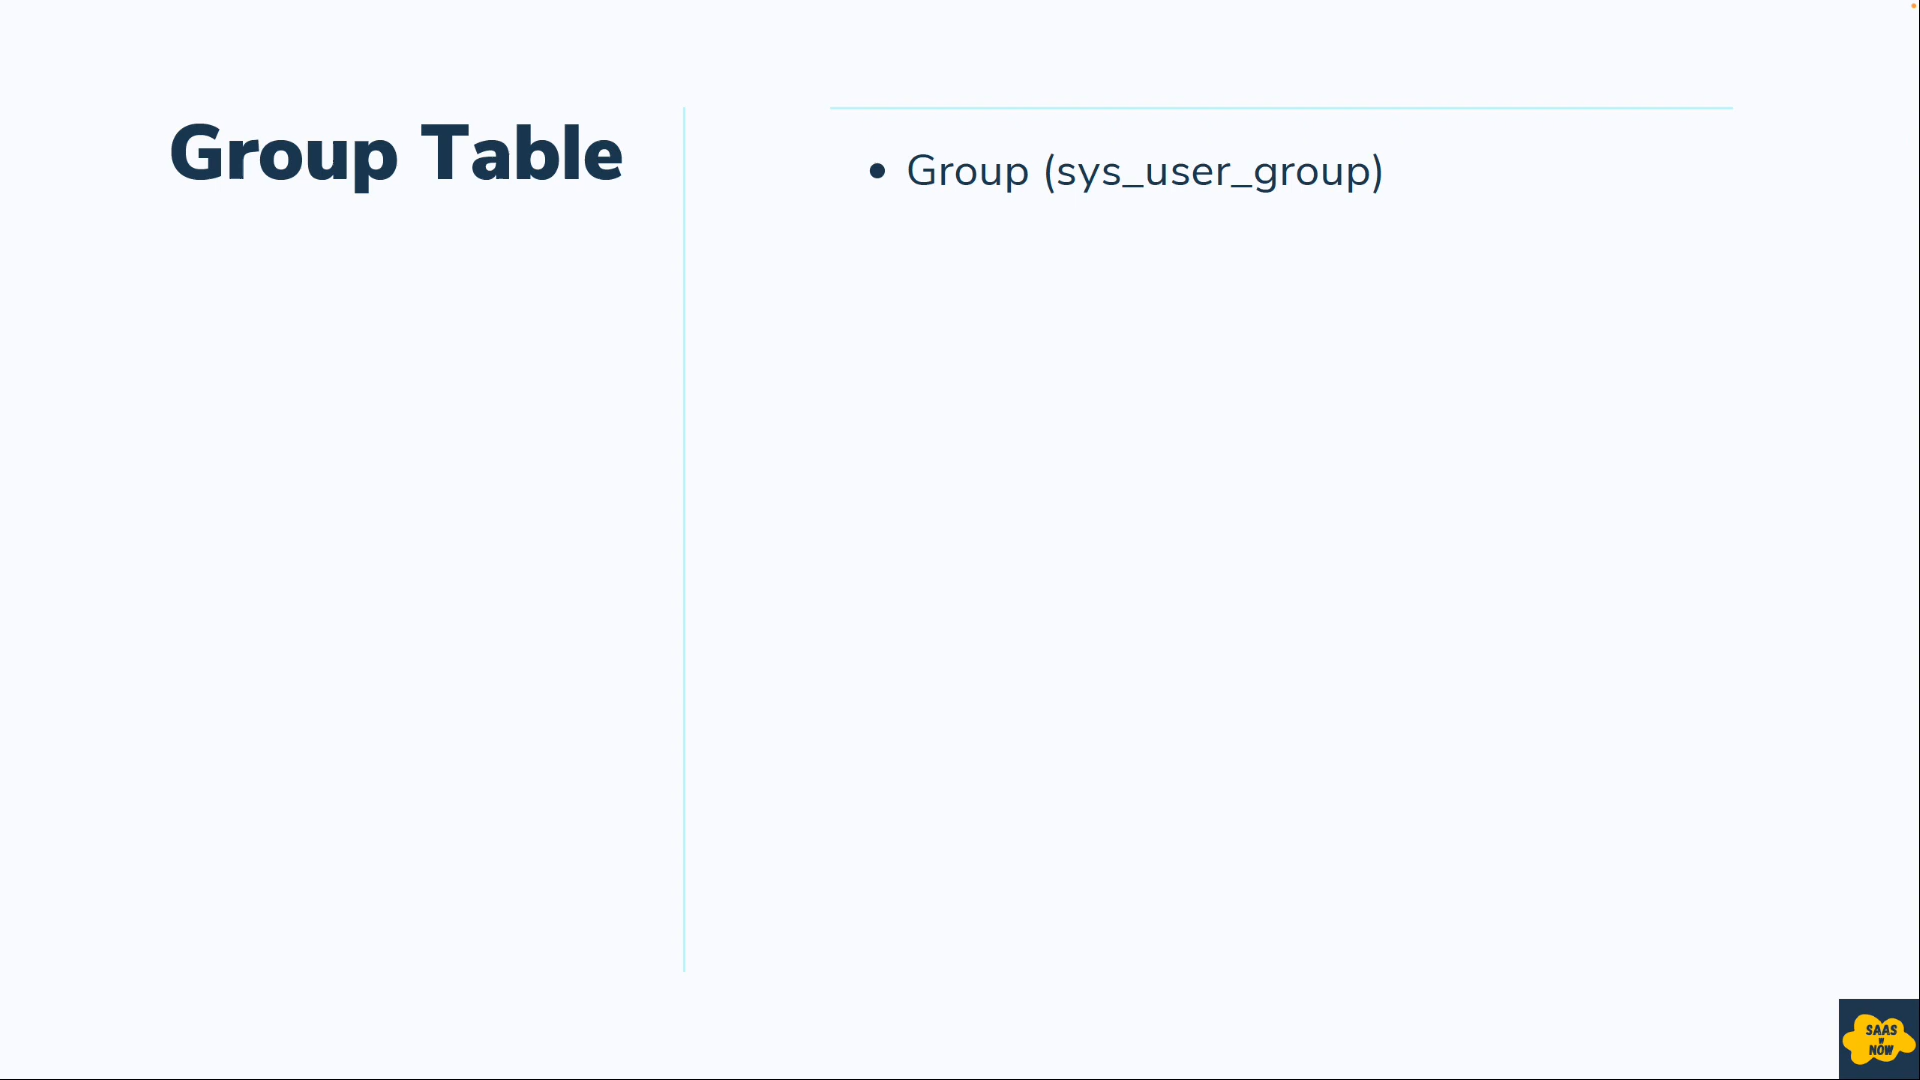 Group Table
• Group (sys_user_group)
SAAS
W
NOW